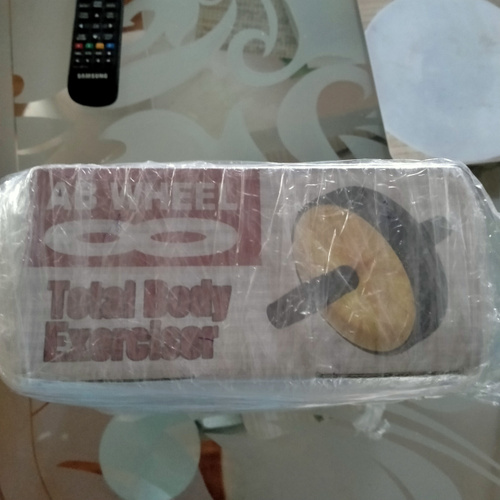 SAMSUNG
AB WHEEL
Total Body
Exerciser